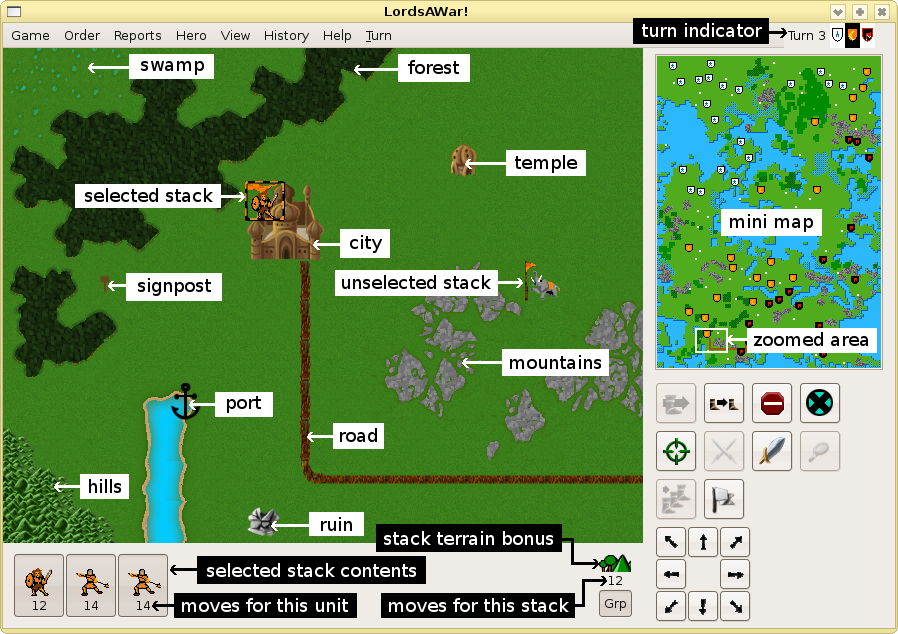 LordsAWar!
Game Order Reports Hero View History Help Turn
turn indicator
Turn 3
swamp
forest
temple
selected stack
mini map
city
unselected stack
signpost
zoomed area
mountains
port
road
hills
ruin
stack terrain bonus
selected stack contents
12
12 14 14
moves for this unit
moves for this stack
Grp